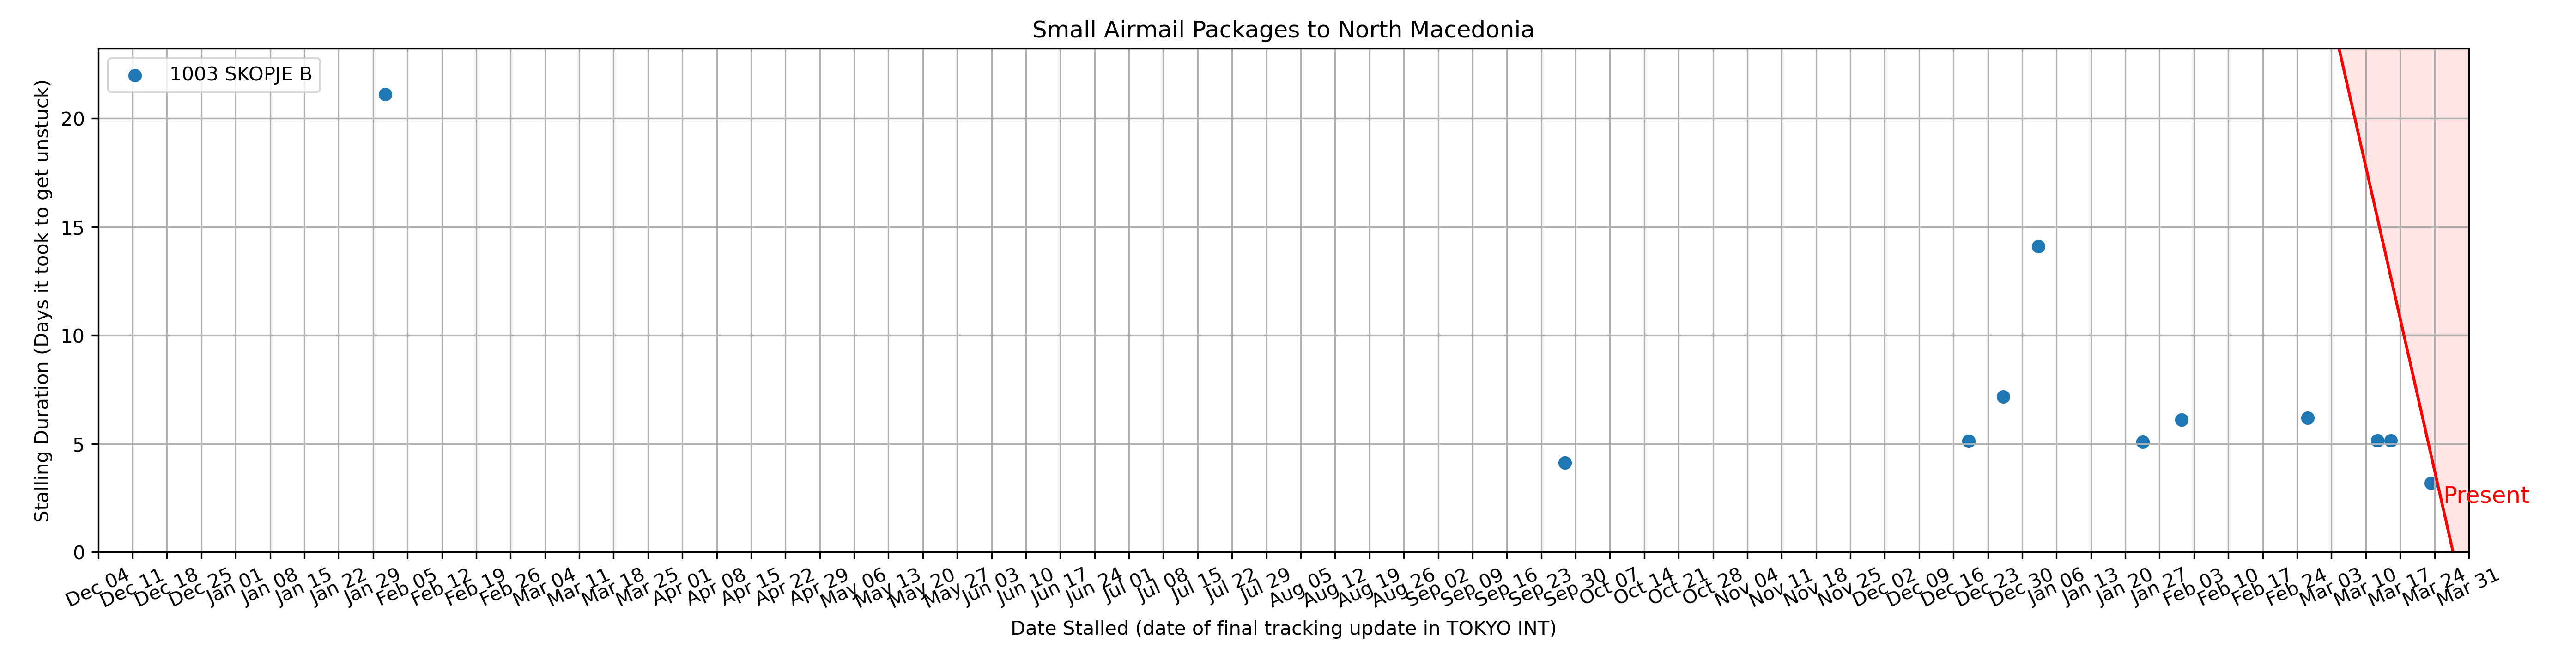 Small Airmail Packages to North Macedonia
1003 SKOPJE B
Stalling Duration (Days it took to get unstuck)
20
15
10
5
0
Present
Dec 04 Dec 11 Dec 18 Dec 25 Jan 01 Jan 08 Jan 15 Jan 22 Jan 29 Feb 05 Feb 12 Feb 19 Feb 26 Mar 04 Mar 11 Mar 18 Mar 25 Apr 01 Apr 08 Apr 15 Apr 22 Apr 29 May 06 May 13 May 20 May 27 Jun 03 Jun 10 Jun 17 Jun 24 Jul 01 Jul 08 Jul 15 Jul 22 Jul 29 Aug 05 Aug 12 Aug 19 Aug 26 Sep 02 Sep 09 Sep 16 Sep 23 Sep 30 Oct 07 Oct 14 Oct 21 Oct 28 Nov 04 Nov 11 Nov 18 Nov 25 Dec 02 Dec 09 Dec 16 Dec 23 Dec 30 Jan 06 Jan 13 Jan 20 Jan 27 Feb 03 Feb 10 Feb 17 Feb 24 Mar 03 Mar 10 Mar 17 Mar 24 Mar 31
Date Stalled (date of final tracking update in TOKYO INT)